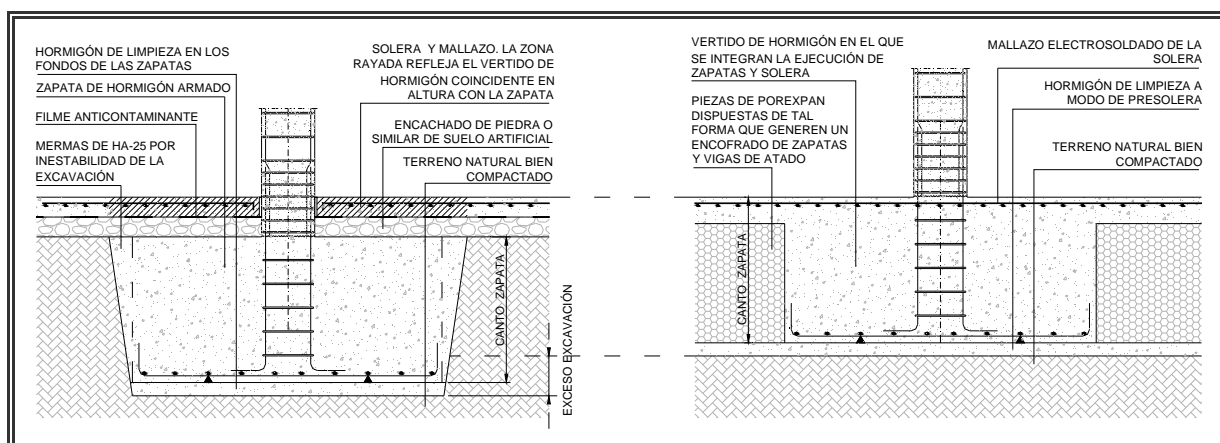 HORMIGÓN DE LIMPIEZA EN LOS
FONDOS DE LAS ZAPATAS
ZAPATA DE HORMIGÓN ARMADO
FILME ANTICONTAMINANTE
MERMAS DE HA-25 POR
INESTABILIDAD DE LA
EXCAVACIÓN
SOLERA Y MALLAZO. LA ZONA
RAYADA REFLEJA EL VERTIDO DE
HORMIGÓN COINCIDENTE EN
ALTURA CON LA ZAPATA
ENCACHADO DE PIEDRA O
SIMILAR DE SUELO ARTIFICIAL
TERRENO NATURAL BIEN
COMPACTADO
CANTO ZAPATA
EXCESO EXCAVACIÓN
VERTIDO DE HORMIGÓN EN EL QUE
SE INTEGRAN LA EJECUCIÓN DE
ZAPATAS Y SOLERA
PIEZAS DE POREXPAN
DISPUESTAS DE TAL
FORMA QUE GENEREN UN
ENCOFRADO DE ZAPATAS
Y VIGAS DE ATADO
MALLAZO ELECTROSOLDADO DE LA
SOLERA
HORMIGÓN DE LIMPIEZA A
MODO DE PRESOLERA
TERRENO NATURAL BIEN
COMPACTADO
CANTO ZAPATA